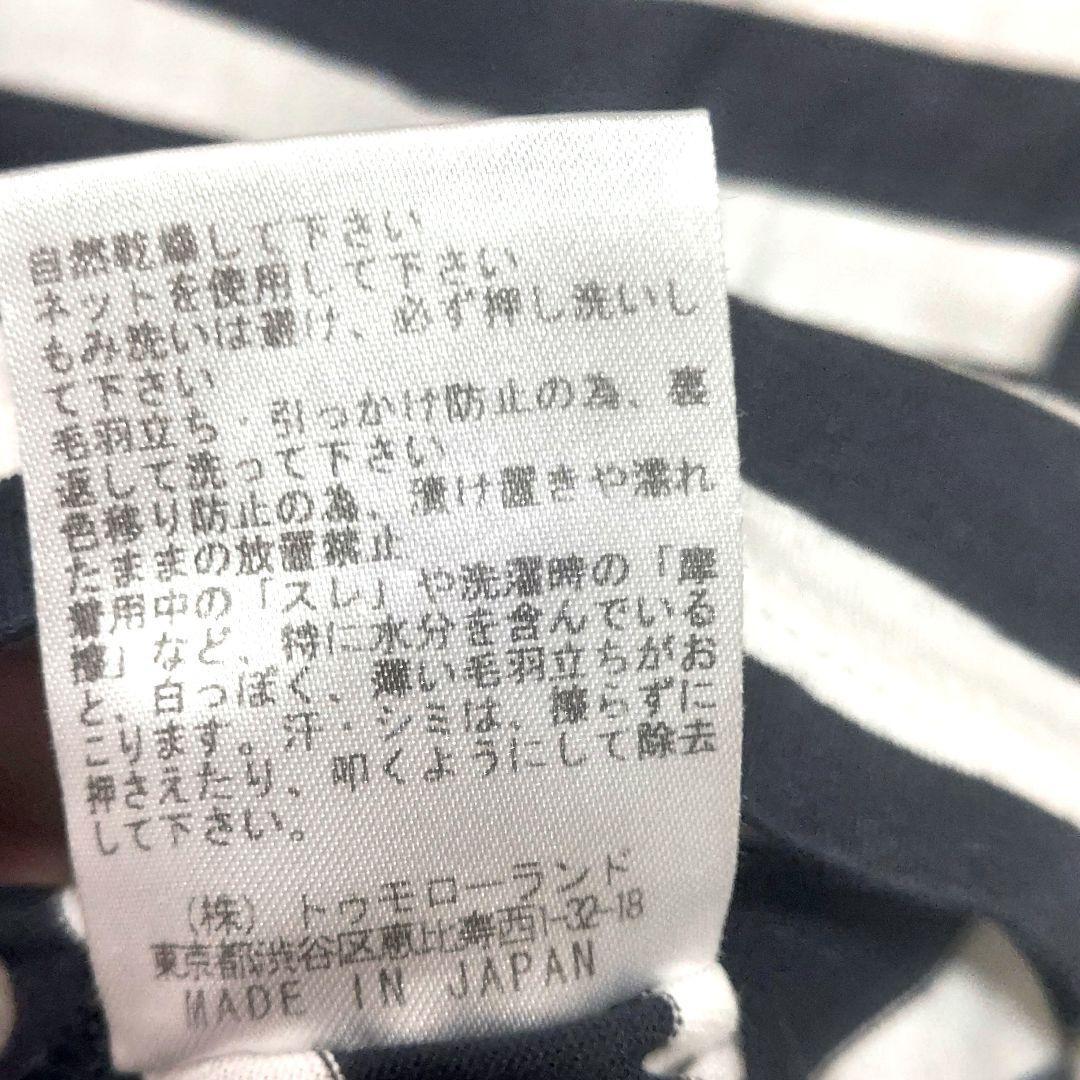 自然乾燥して下さい
ネットを使用して下さい
もみ洗いは避け、必ず押し洗いし
て下さい
毛羽立ち・引っかけ防止の為、裏
返して洗って下さい
色移り防止の為、漬け置きや濡れ
たままの放置禁止
着用中の「スレ」や洗濯時の「摩
擦」など、特に水分を含んでいる
と、白っぽく、薄い毛羽立ちがお
こります。汗・シミは、擦らずに
押さえたり、叩くようにして除去
して下さい。
(株)トゥモローランド
東京都渋谷区恵比寿西1-32-18
MADE IN JAPAN